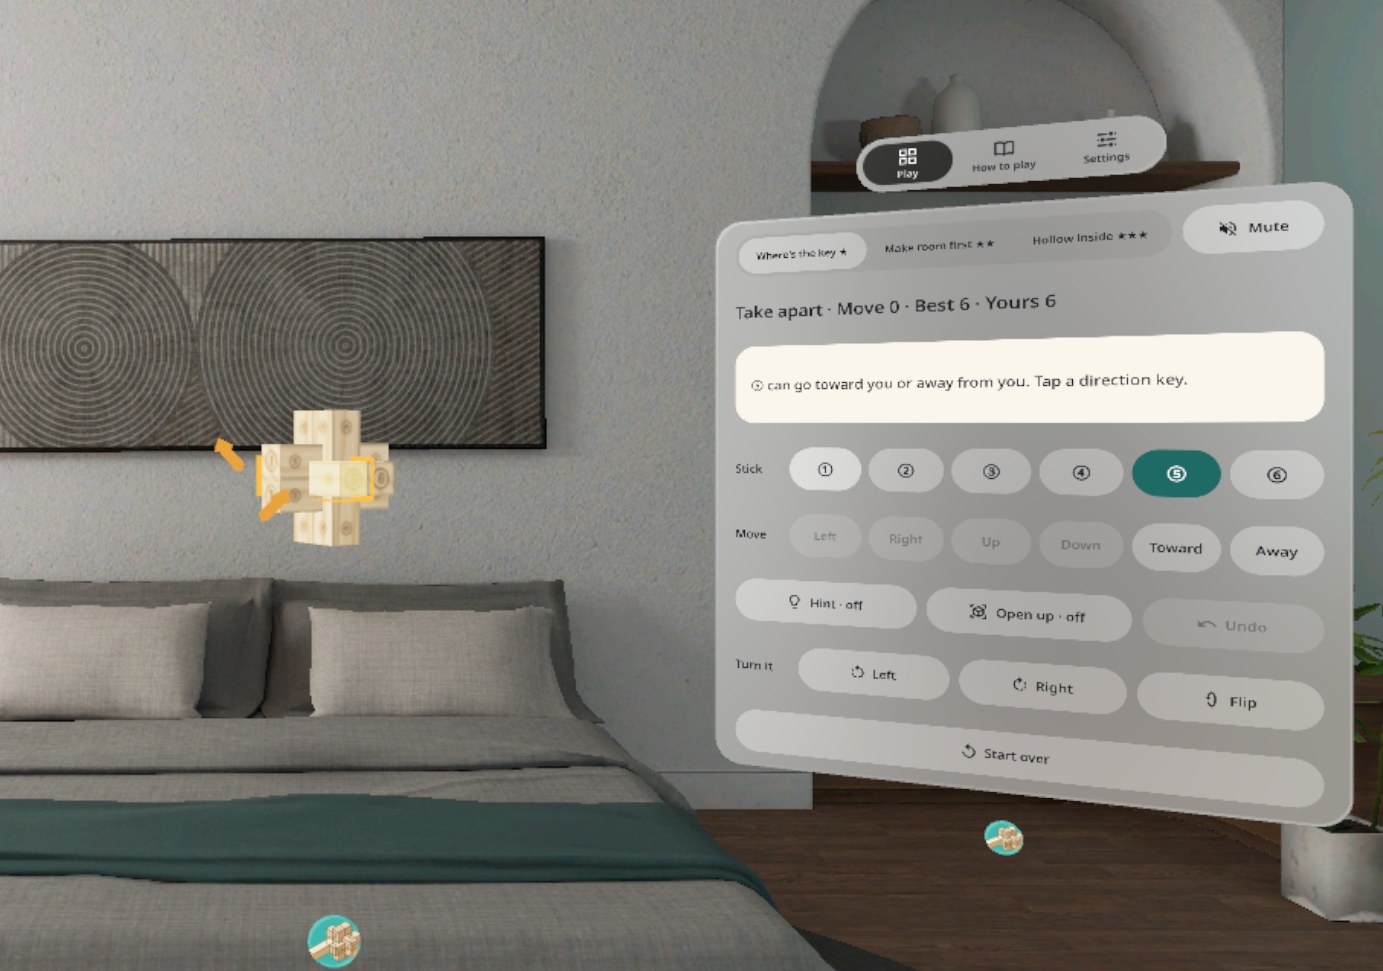 Play
How to play
Settings
Where's the key ★
Make room first ★★
Hollow inside ★★★
Mute
Take apart · Move 0 · Best 6 · Yours 6
⑤ can go toward you or away from you. Tap a direction key.
Stick
①
②
③
④
⑤
⑥
Move
Left
Right
Up
Down
Toward
Away
Hint · off
Open up · off
Undo
Turn it
Left
Right
Flip
Start over